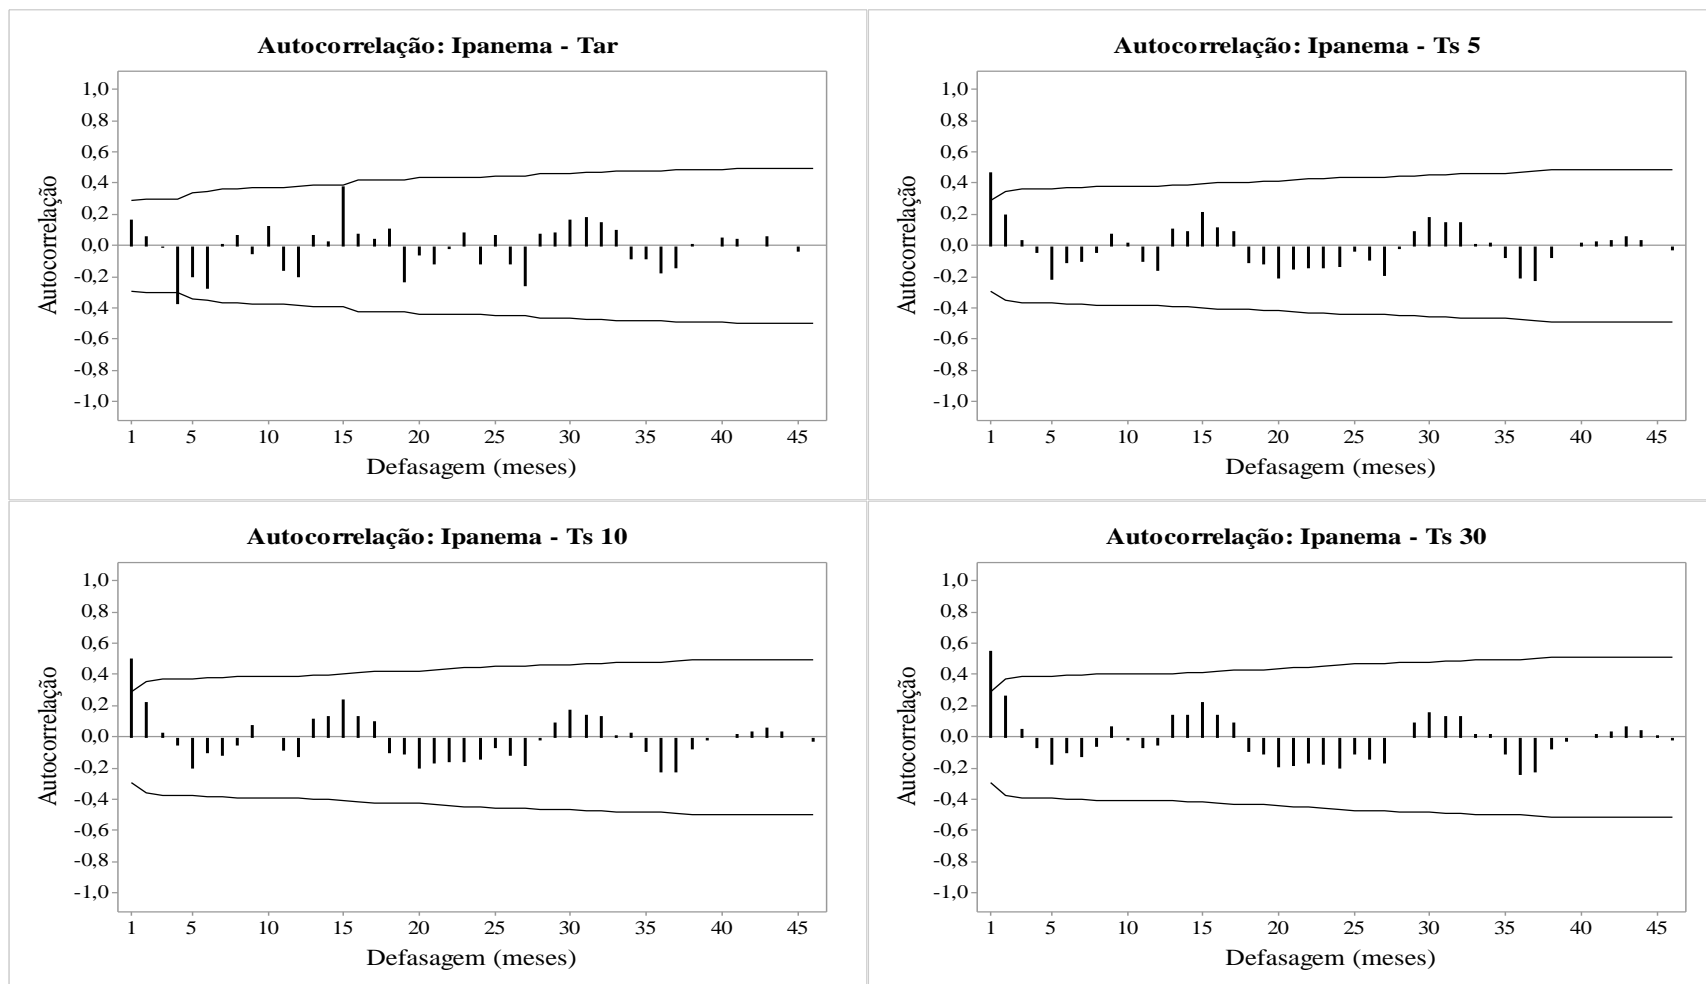 Autocorrelação: Ipanema - Tar
Autocorrelação
1,0
0,8
0,6
0,4
0,2
0,0
-0,2
-0,4
-0,6
-0,8
-1,0
1 5 10 15 20 25 30 35 40 45
Defasagem (meses)
Autocorrelação: Ipanema - Ts 5
Autocorrelação
1,0
0,8
0,6
0,4
0,2
0,0
-0,2
-0,4
-0,6
-0,8
-1,0
1 5 10 15 20 25 30 35 40 45
Defasagem (meses)
Autocorrelação: Ipanema - Ts 10
Autocorrelação
1,0
0,8
0,6
0,4
0,2
0,0
-0,2
-0,4
-0,6
-0,8
-1,0
1 5 10 15 20 25 30 35 40 45
Defasagem (meses)
Autocorrelação: Ipanema - Ts 30
Autocorrelação
1,0
0,8
0,6
0,4
0,2
0,0
-0,2
-0,4
-0,6
-0,8
-1,0
1 5 10 15 20 25 30 35 40 45
Defasagem (meses)